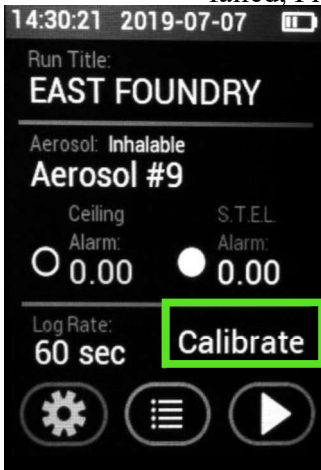 14:30:21 2019-07-07
Run Title:
EAST FOUNDRY
Aerosol: Inhalable
Aerosol #9
Ceiling S.T.E.L.
Alarm: Alarm:
0.00 0.00
Log Rate:
60 sec Calibrate